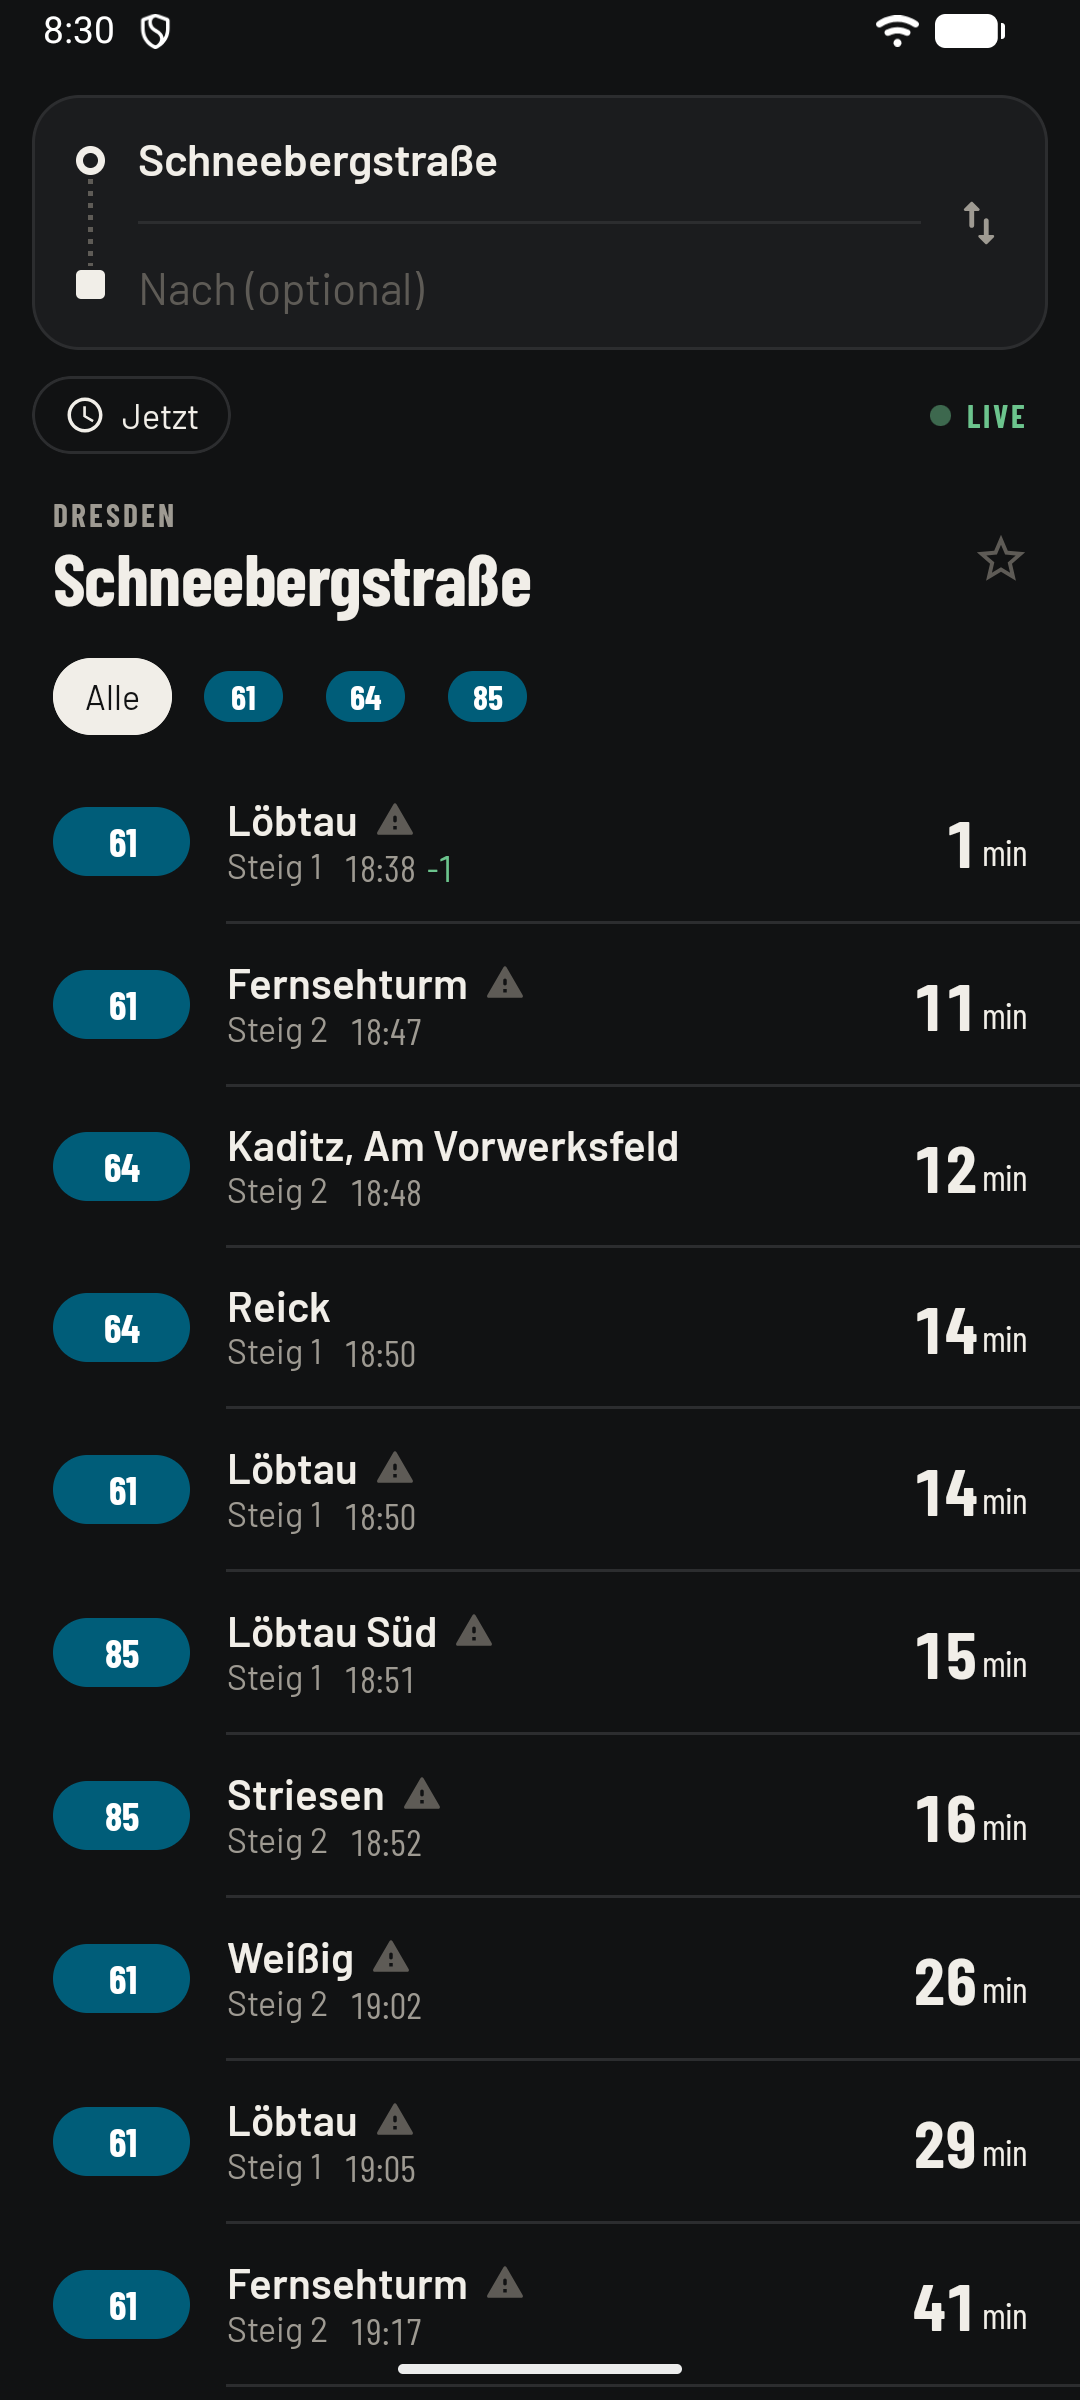 8:30
Schneebergstraße
Nach (optional)
Jetzt
LIVE
DRESDEN
Schneebergstraße
Alle 61 64 85
61 Löbtau 1 min
Steig 1 18:38 -1
61 Fernsehturm 11 min
Steig 2 18:47
64 Kaditz, Am Vorwerksfeld 12 min
Steig 2 18:48
64 Reick 14 min
Steig 1 18:50
61 Löbtau 14 min
Steig 1 18:50
85 Löbtau Süd 15 min
Steig 1 18:51
85 Striesen 16 min
Steig 2 18:52
61 Weißig 26 min
Steig 2 19:02
61 Löbtau 29 min
Steig 1 19:05
61 Fernsehturm 41 min
Steig 2 19:17